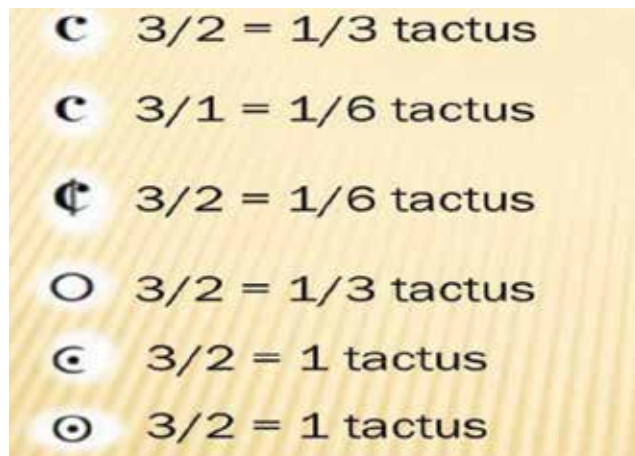 C 3/2 = 1/3 tactus
C 3/1 = 1/6 tactus
₵ 3/2 = 1/6 tactus
O 3/2 = 1/3 tactus
𝇊 3/2 = 1 tactus
⊙ 3/2 = 1 tactus